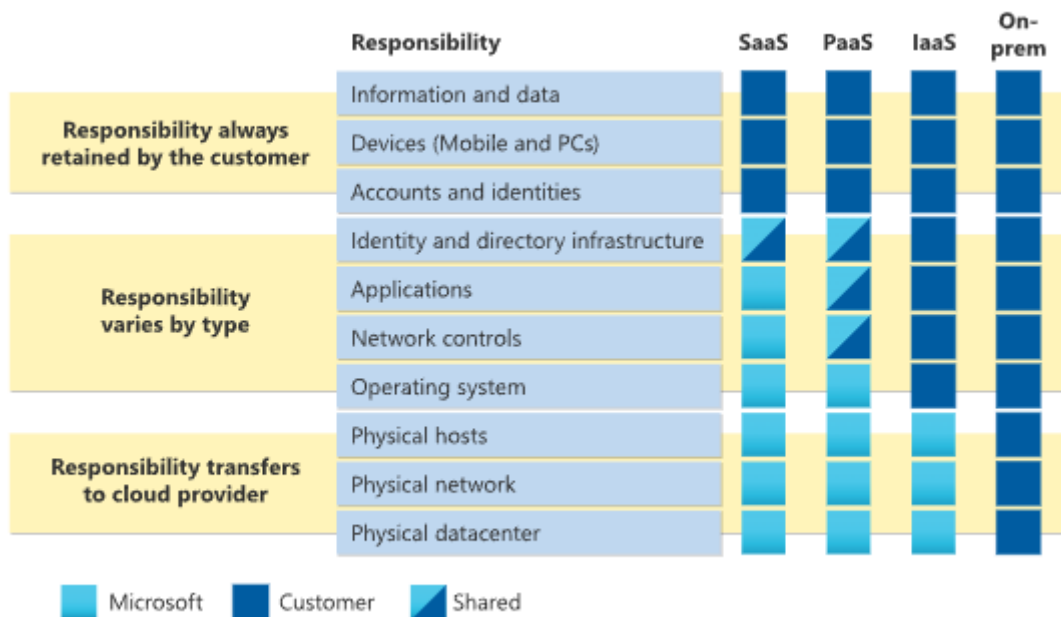 Responsibility SaaS PaaS IaaS On-
prem
Information and data
Responsibility always
retained by the customer
Devices (Mobile and PCs)
Accounts and identities
Identity and directory infrastructure
Responsibility
varies by type
Applications
Network controls
Operating system
Physical hosts
Responsibility transfers
to cloud provider
Physical network
Physical datacenter
Microsoft Customer Shared